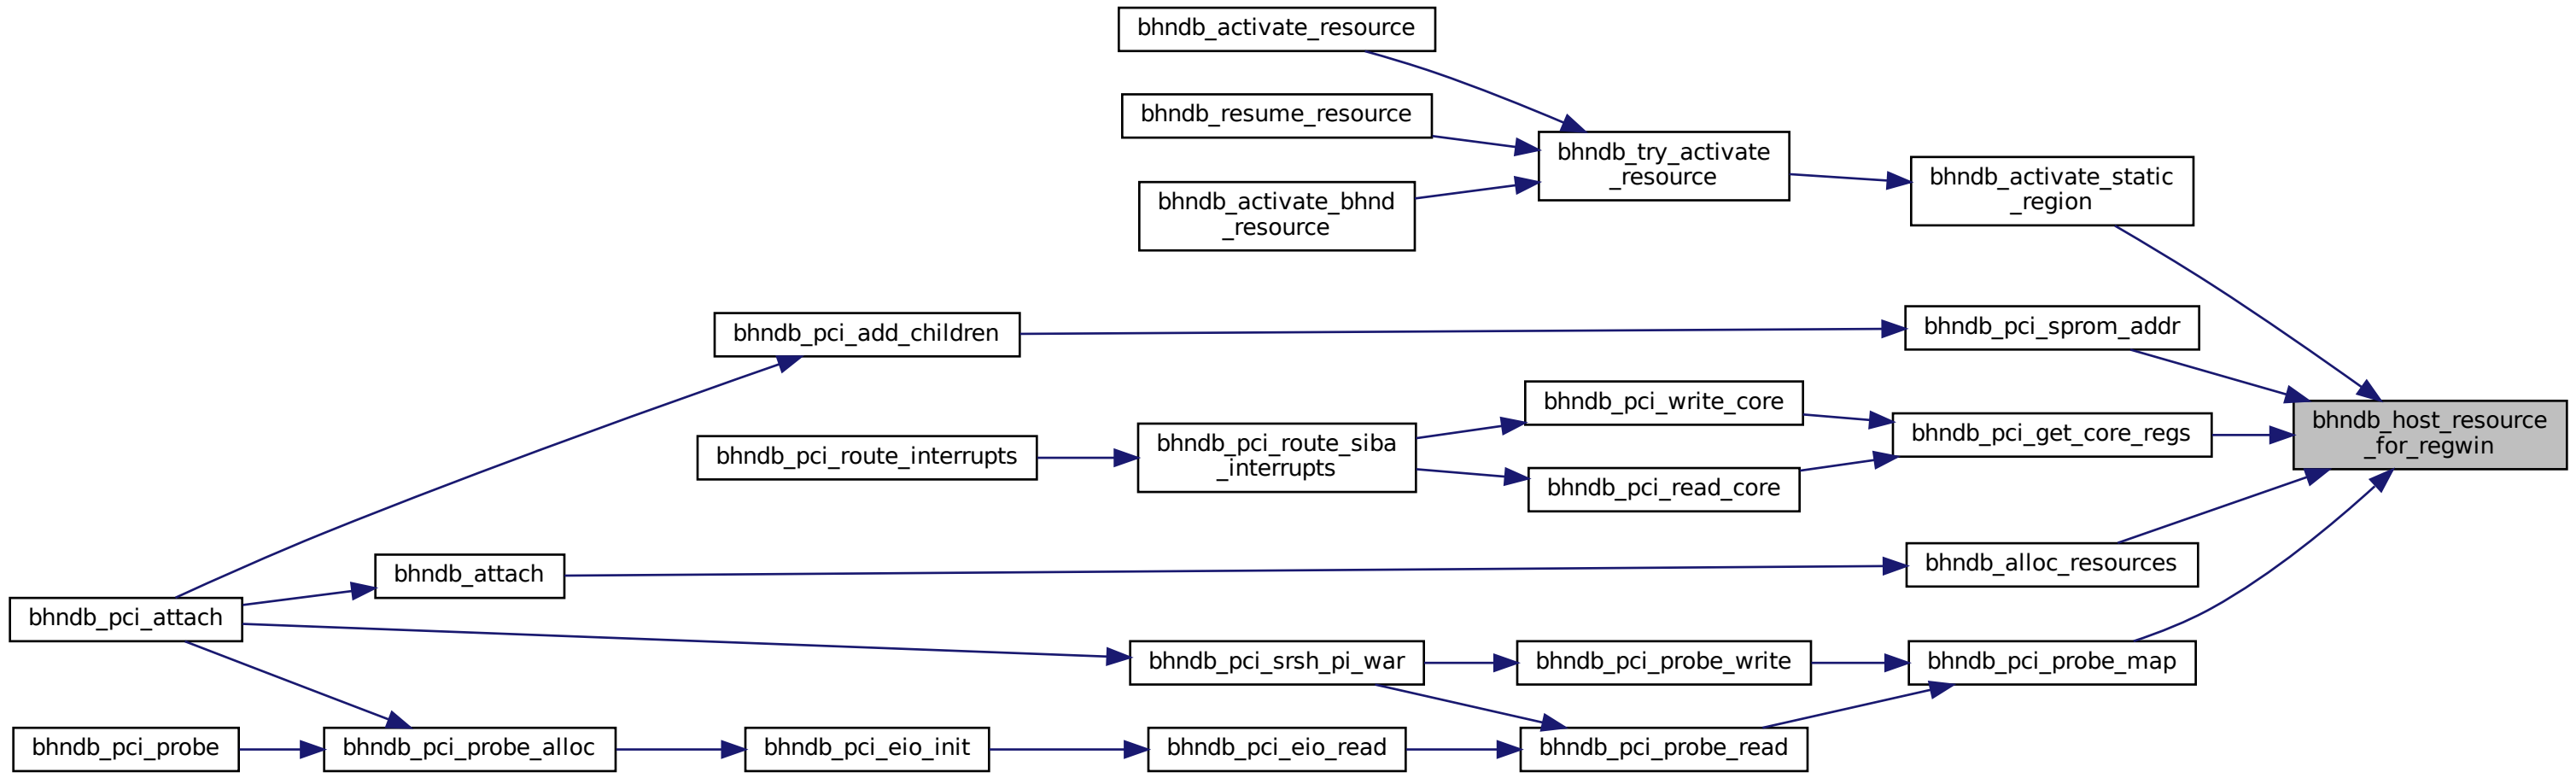 bhndb_activate_resource
bhndb_resume_resource
bhndb_try_activate
_resource
bhndb_activate_static
_region
bhndb_activate_bhnd
_resource
bhndb_pci_add_children
bhndb_pci_sprom_addr
bhndb_pci_write_core
bhndb_host_resource
_for_regwin
bhndb_pci_get_core_regs
bhndb_pci_route_siba
_interrupts
bhndb_pci_route_interrupts
bhndb_pci_read_core
bhndb_alloc_resources
bhndb_attach
bhndb_pci_attach
bhndb_pci_srsh_pi_war
bhndb_pci_probe_write
bhndb_pci_probe_map
bhndb_pci_probe
bhndb_pci_probe_alloc
bhndb_pci_eio_init
bhndb_pci_eio_read
bhndb_pci_probe_read